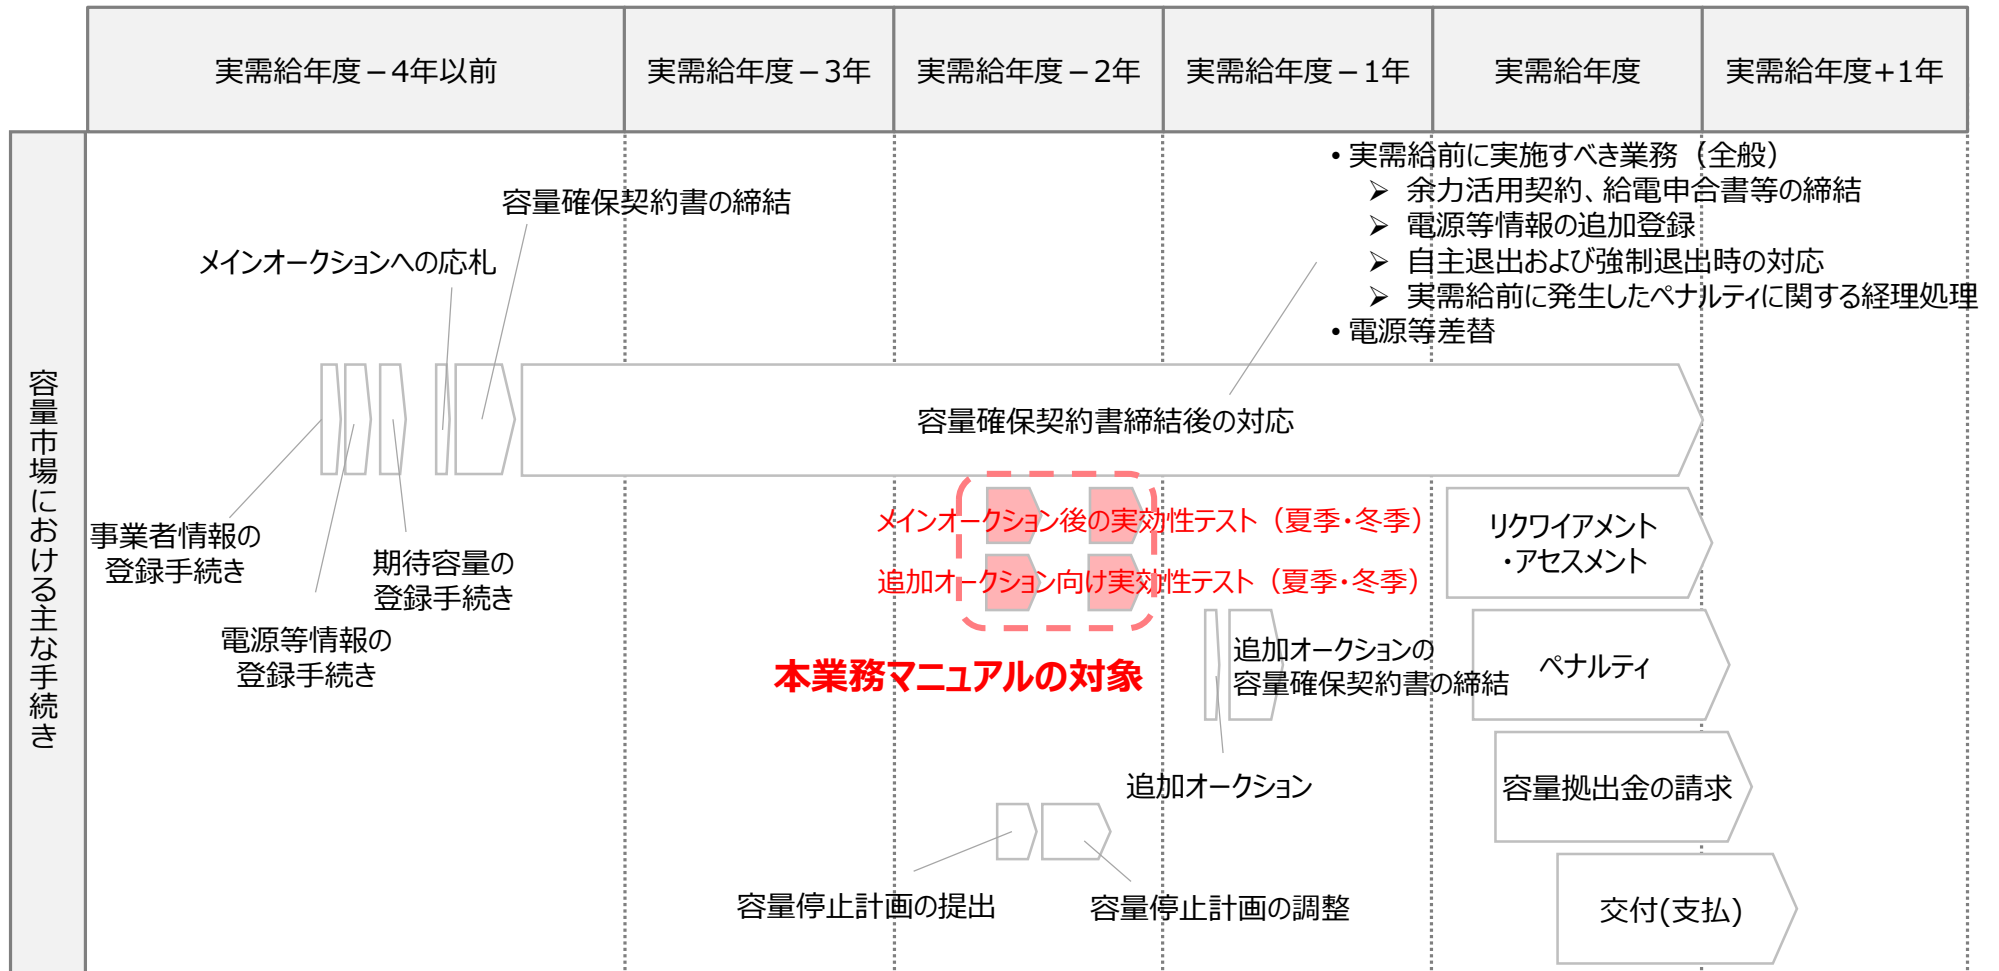 実需給年度－4年以前
実需給年度－3年
実需給年度－2年
実需給年度－1年
実需給年度
実需給年度+1年
容量市場における主な手続き
• 実需給前に実施すべき業務（全般）
➢ 余力活用契約、給電申合書等の締結
➢ 電源等情報の追加登録
➢ 自主退出および強制退出時の対応
➢ 実需給前に発生したペナルティに関する経理処理
• 電源等差替
容量確保契約書の締結
メインオークションへの応札
容量確保契約書締結後の対応
事業者情報の
登録手続き
期待容量の
登録手続き
電源等情報の
登録手続き
メインオークション後の実効性テスト（夏季・冬季）
追加オークション向け実効性テスト（夏季・冬季）
本業務マニュアルの対象
リクワイアメント
・アセスメント
追加オークションの
容量確保契約書の締結
ペナルティ
追加オークション
容量拠出金の請求
容量停止計画の提出
容量停止計画の調整
交付(支払)